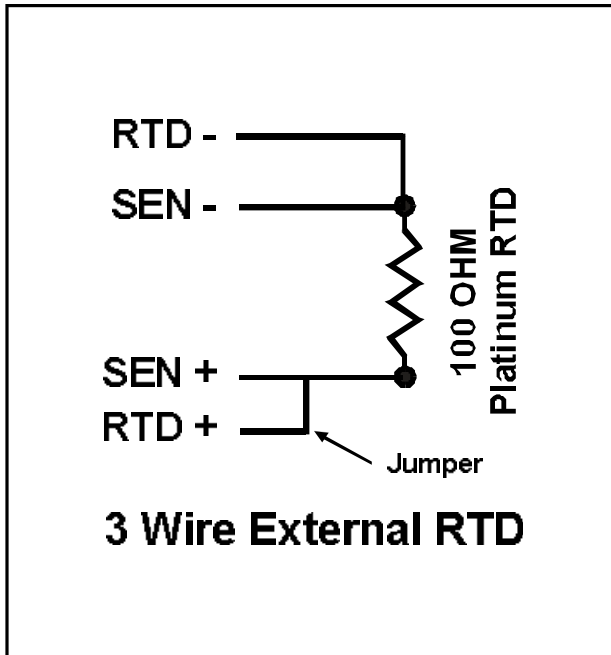 RTD -
SEN -
100 OHM
Platinum RTD
SEN +
RTD +
Jumper
3 Wire External RTD